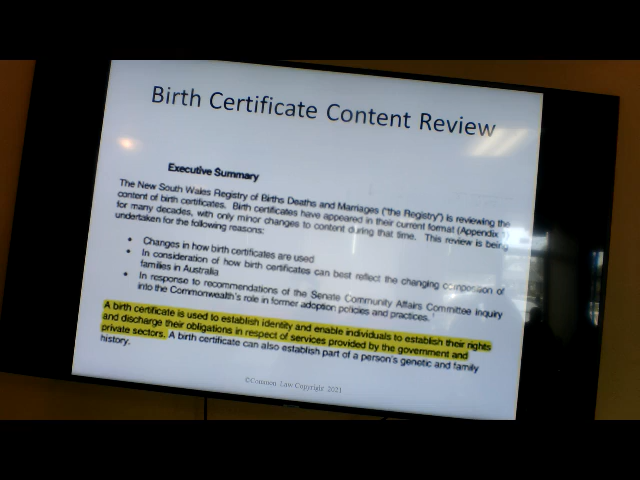 Birth Certificate Content Review
Executive Summary
The New South Wales Registry of Births Deaths and Marriages ("the Registry") is reviewing the
content of birth certificates. Birth certificates have appeared in their current format (Appendix 1)
for many decades, with only minor changes to content during that time. This review is being
undertaken for the following reasons:
• Changes in how birth certificates are used
• In consideration of how birth certificates can best reflect the changing composition of
families in Australia
• In response to recommendations of the Senate Community Affairs Committee Inquiry
into the Commonwealth's role in former adoption policies and practices.
A birth certificate is used to establish identity and enable individuals to establish their rights
and discharge their obligations in respect of services provided by the government and
private sectors. A birth certificate can also establish part of a person's genetic and family
history.
©Common Law Copyright 2021